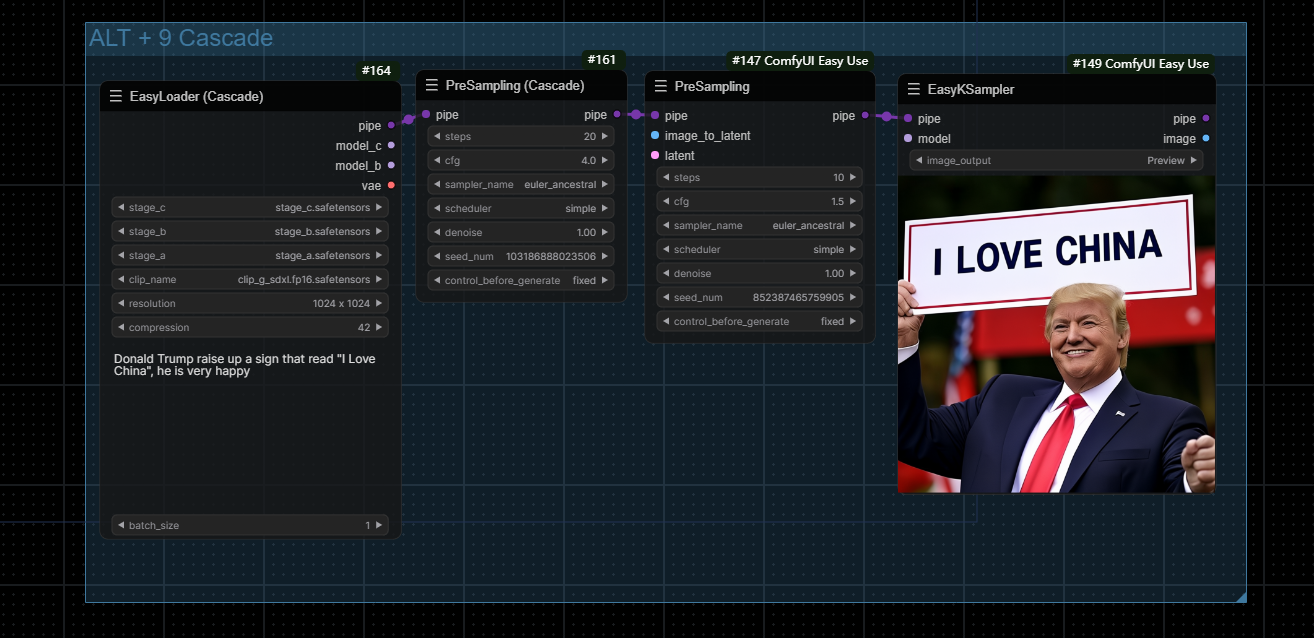 ALT + 9 Cascade
#164
EasyLoader (Cascade)
pipe
model_c
model_b
vae
stage_c stage_c.safetensors
stage_b stage_b.safetensors
stage_a stage_a.safetensors
clip_name clip_g_sdxl.fp16.safetensors
resolution 1024 x 1024
compression 42
Donald Trump raise up a sign that read "I Love
China", he is very happy
batch_size 1
#161
PreSampling (Cascade)
pipe pipe
steps 20
cfg 4.0
sampler_name euler_ancestral
scheduler simple
denoise 1.00
seed_num 103186888023506
control_before_generate fixed
#147 ComfyUI Easy Use
PreSampling
pipe pipe
image_to_latent
latent
steps 10
cfg 1.5
sampler_name euler_ancestral
scheduler simple
denoise 1.00
seed_num 852387465759905
control_before_generate fixed
#149 ComfyUI Easy Use
EasyKSampler
pipe pipe
model image
image_output Preview
I LOVE CHINA